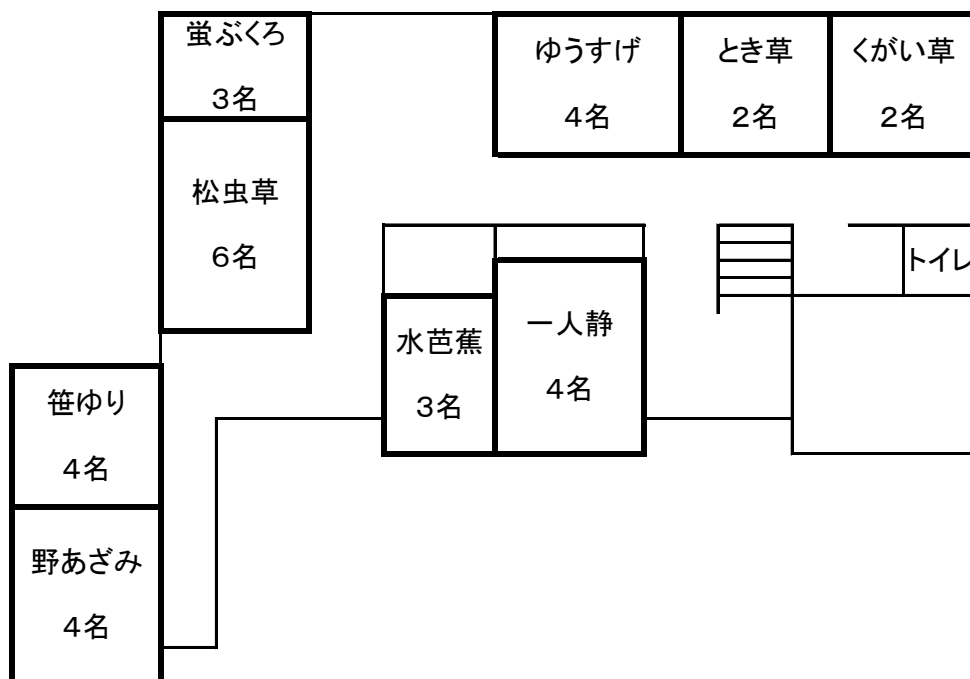 蛍ぶくろ
3名
ゆうすげ
4名
とき草
2名
くがい草
2名
松虫草
6名
トイレ
水芭蕉
3名
一人静
4名
笹ゆり
4名
野あざみ
4名